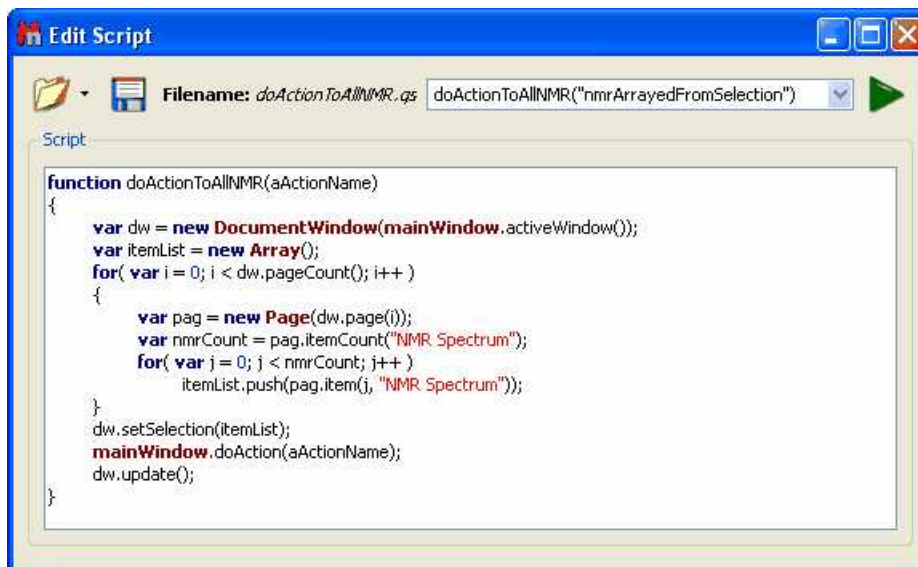 Edit Script
Filename: doActionToAllNMR.qs doActionToAllNMR("nmrArrayedFromSelection")
Script
function doActionToAllNMR(aActionName)
{
var dw = new DocumentWindow(mainWindow.activeWindow());
var itemList = new Array();
for( var i = 0; i < dw.pageCount(); i++ )
{
var pag = new Page(dw.page(i));
var nmrCount = pag.itemCount("NMR Spectrum");
for( var j = 0; j < nmrCount; j++ )
itemList.push(pag.item(j, "NMR Spectrum"));
}
dw.setSelection(itemList);
mainWindow.doAction(aActionName);
dw.update();
}